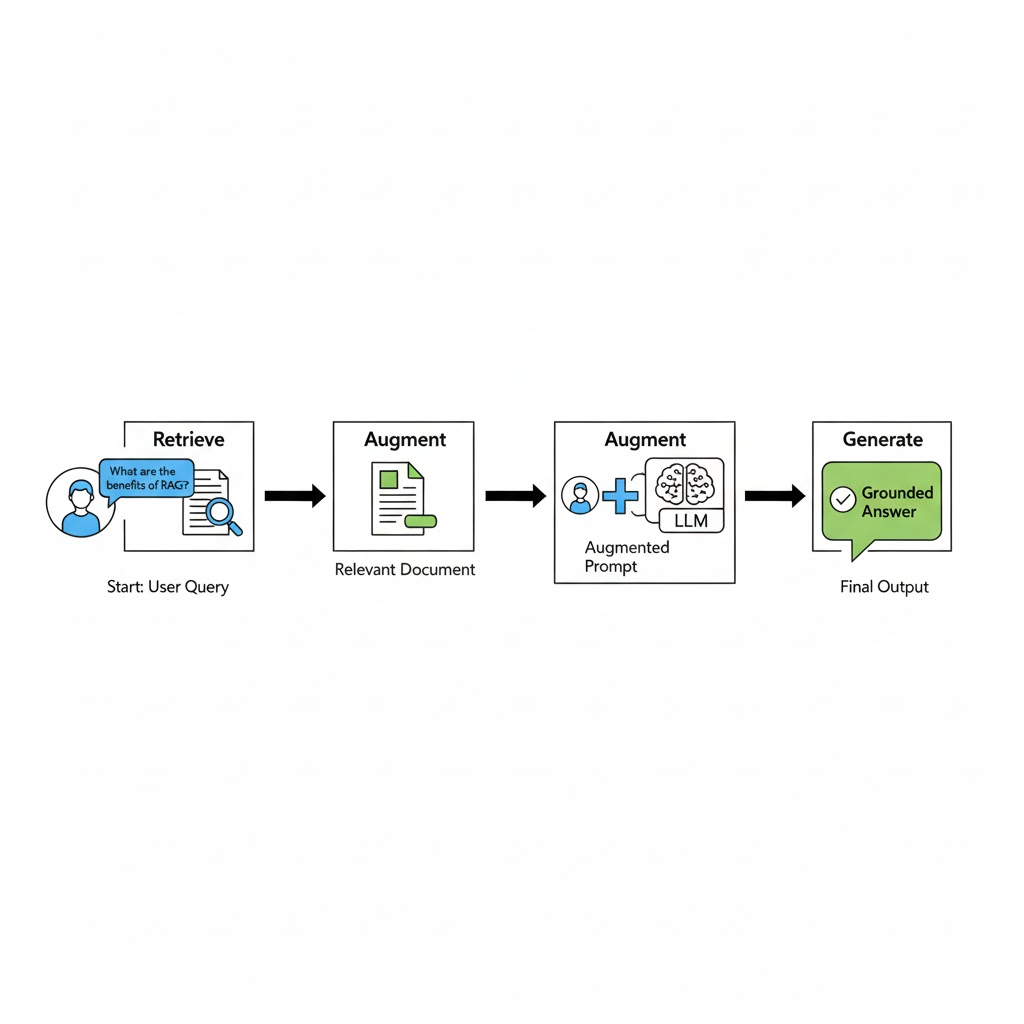 Retrieve
What are the
benefits of RAG?
Start: User Query
Augment
Relevant Document
Augment
LLM
Augmented
Prompt
Generate
Grounded
Answer
Final Output